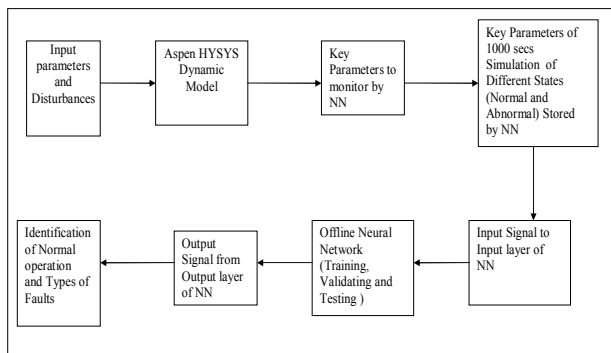 Input
parameters
and
Disturbances
Aspen HYSYS
Dynamic
Model
Key
Parameters to
monitor by
NN
Key Parameters of
1000 secs
Simulation of
Different States
(Normal and
Abnormal) Stored
by NN
Input Signal to
Input layer of
NN
Offline Neural
Network
(Training,
Validating and
Testing )
Output
Signal from
Output layer
of NN
Identification
of Normal
operation
and Types of
Faults